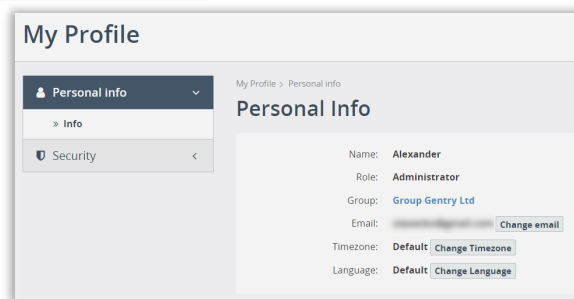 My Profile
Personal info
» Info
Security
My Profile > Personal info
Personal Info
Name: Alexander
Role: Administrator
Group: Group Gentry Ltd
Email: Change email
Timezone: Default Change Timezone
Language: Default Change Language